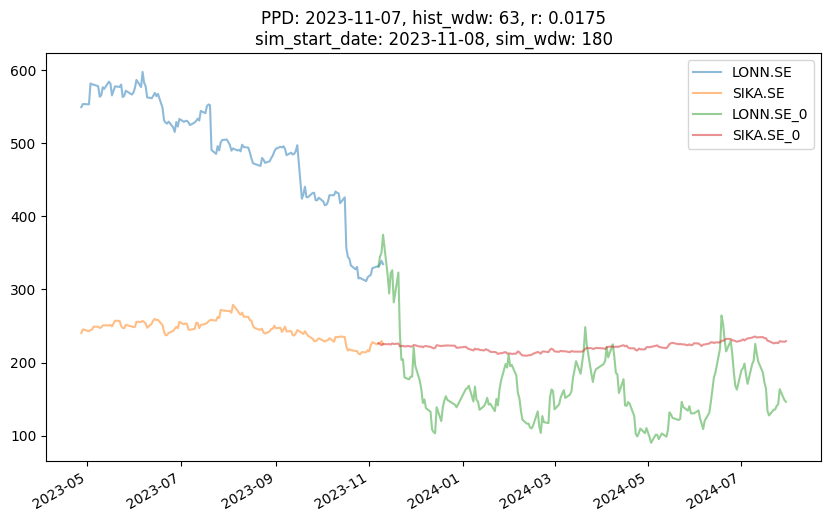 PPD: 2023-11-07, hist_wdw: 63, r: 0.0175
sim_start_date: 2023-11-08, sim_wdw: 180
LONN.SE
SIKA.SE
LONN.SE_0
SIKA.SE_0
600
500
400
300
200
100
2023-05
2023-07
2023-09
2023-11
2024-01
2024-03
2024-05
2024-07